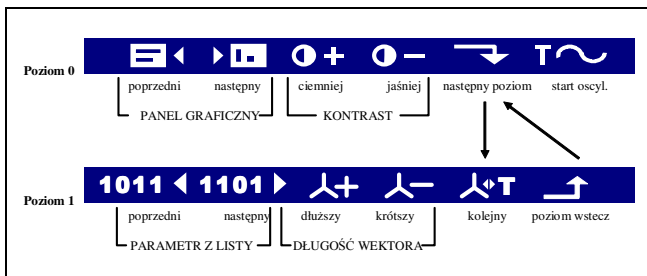 T
Poziom 0
poprzedni następny ciemniej jaśniej następny poziom start oscyl.
PANEL GRAFICZNY KONTRAST
1011 1101 T
Poziom 1
poprzedni następny dłuższy krótszy kolejny poziom wstecz
PARAMETR Z LISTY DŁUGOŚĆ WEKTORA